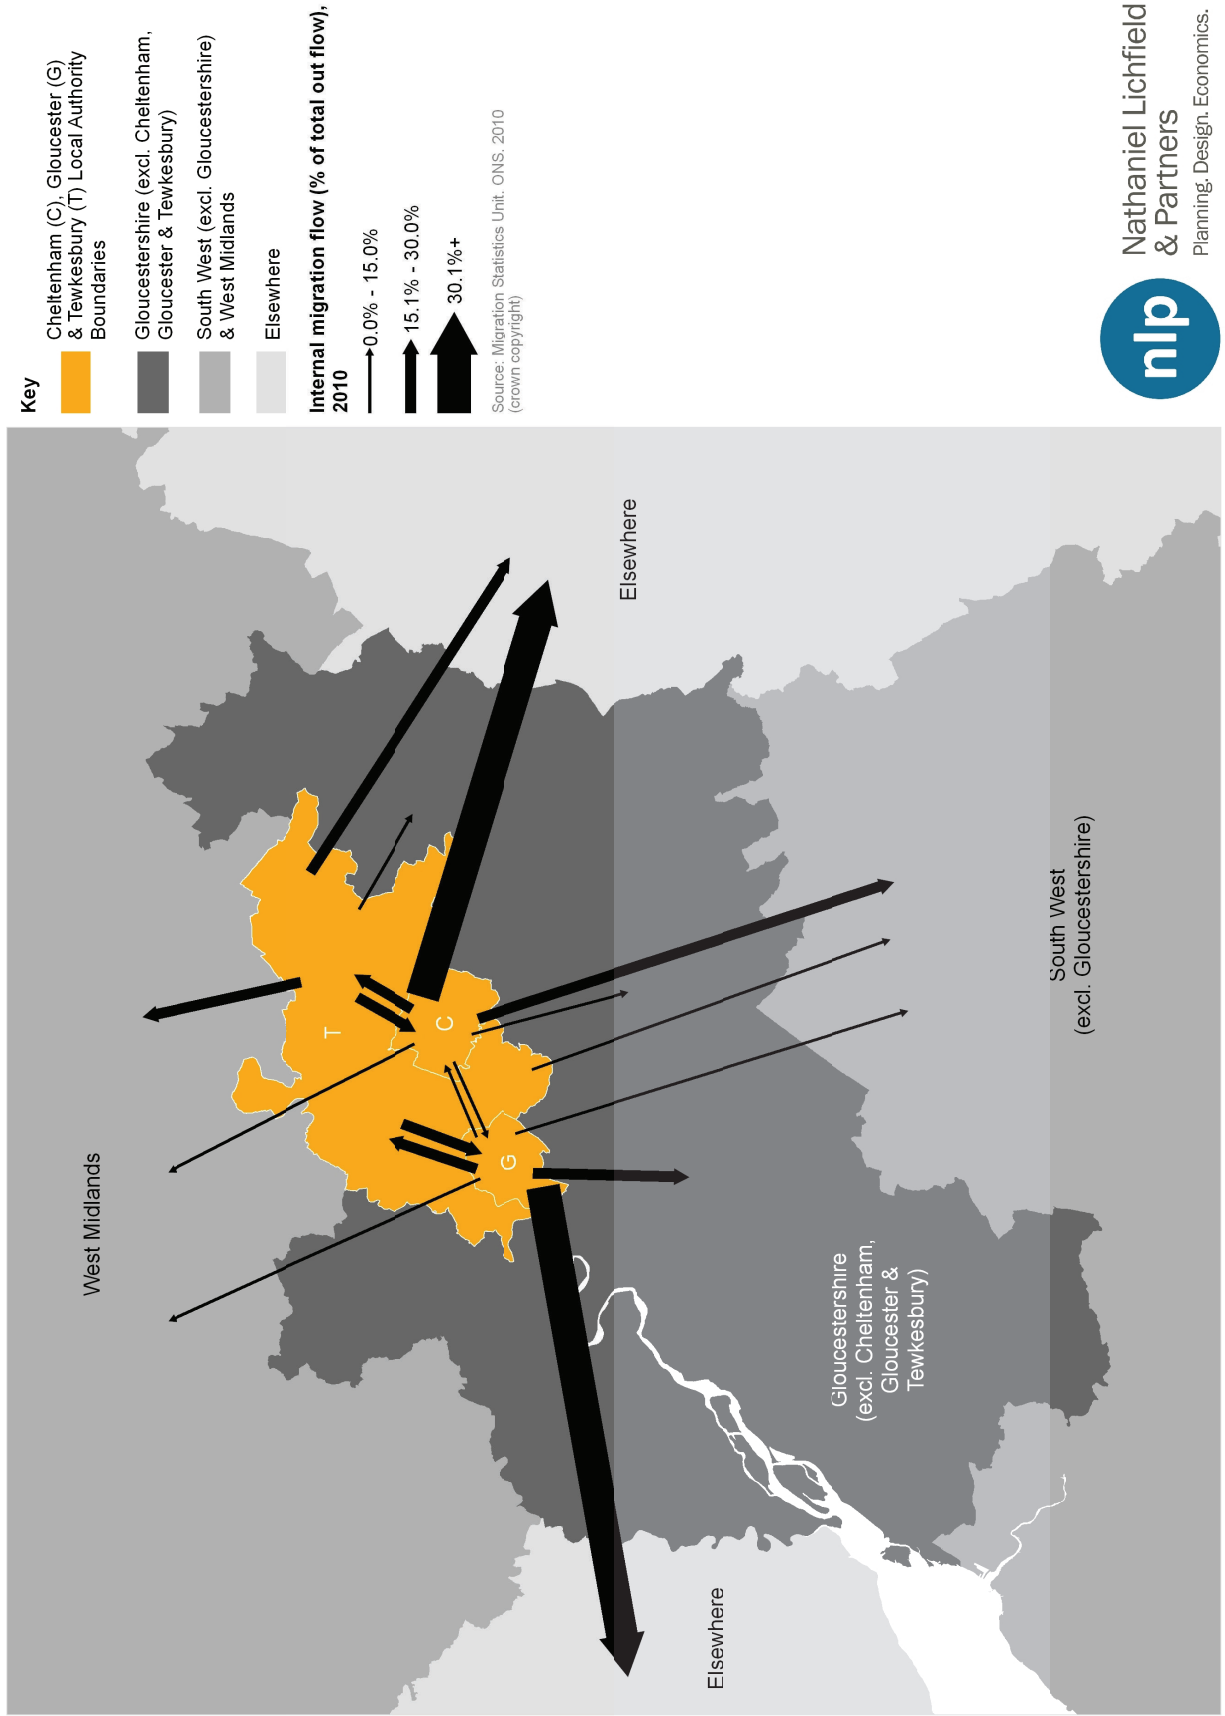 Key
Cheltenham (C), Gloucester (G)
& Tewkesbury (T) Local Authority
Boundaries
Gloucestershire (excl. Cheltenham,
Gloucester & Tewkesbury)
South West (excl. Gloucestershire)
& West Midlands
Elsewhere
Internal migration flow (% of total out flow),
2010
0.0% - 15.0%
15.1% - 30.0%
30.1%+
Source: Migration Statistics Unit. ONS. 2010
(crown copyright)
nlp
Nathaniel Lichfield
& Partners
Planning. Design. Economics.
West Midlands
T
C
G
Elsewhere
Elsewhere
Gloucestershire
(excl. Cheltenham,
Gloucester &
Tewkesbury)
South West
(excl. Gloucestershire)